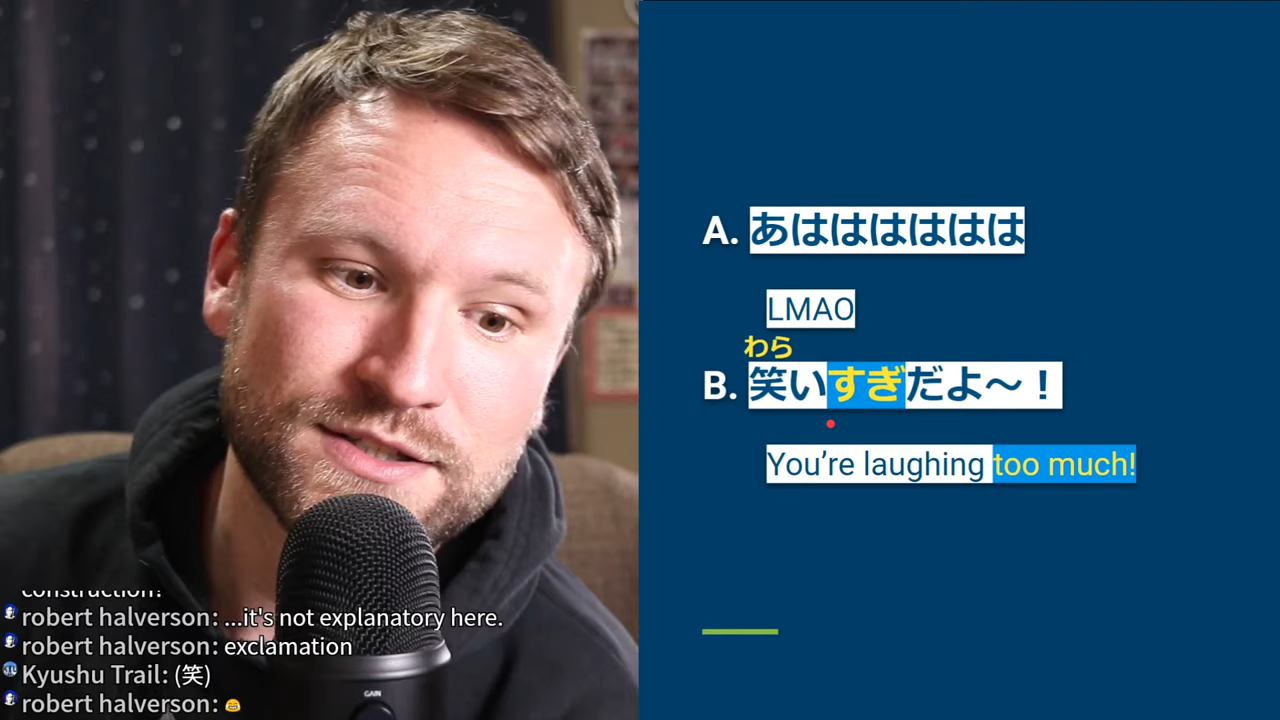 construction!
robert halverson: ...it's not explanatory here.
robert halverson: exclamation
Kyushu Trail: (笑)
robert halverson: 😂
GAIN
A. あはははははは
LMAO
わら
B. 笑いすぎだよ～！
You're laughing too much!